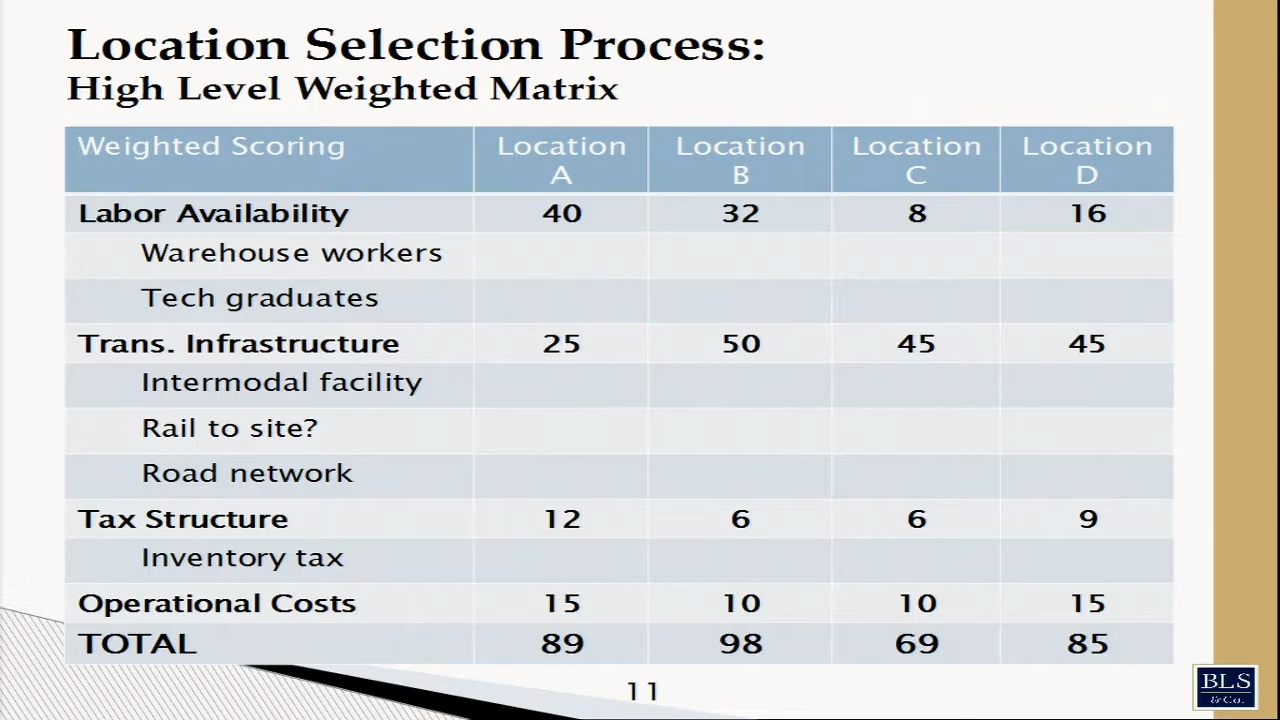 Location Selection Process:
High Level Weighted Matrix
Weighted Scoring Location A Location B Location C Location D
Labor Availability 40 32 8 16
Warehouse workers
Tech graduates
Trans. Infrastructure 25 50 45 45
Intermodal facility
Rail to site?
Road network
Tax Structure 12 6 6 9
Inventory tax
Operational Costs 15 10 10 15
TOTAL 89 98 69 85
11
BLS
& Co.